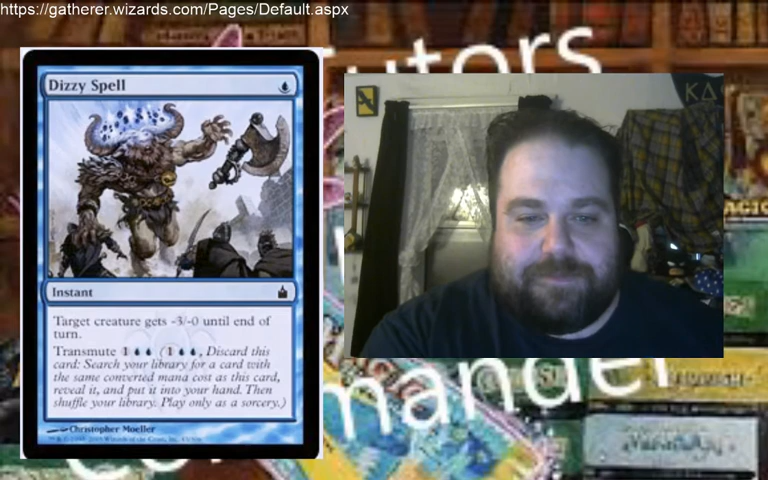 https://gatherer.wizards.com/Pages/Default.aspx
Tutors
Dizzy Spell
ΚΔ
Instant
Target creature gets -3/-0 until end of
turn.
Transmute 1 (1, Discard this
card: Search your library for a card with
the same converted mana cost as this card,
reveal it, and put it into your hand. Then
shuffle your library. Play only as a sorcery.)
Christopher Moeller